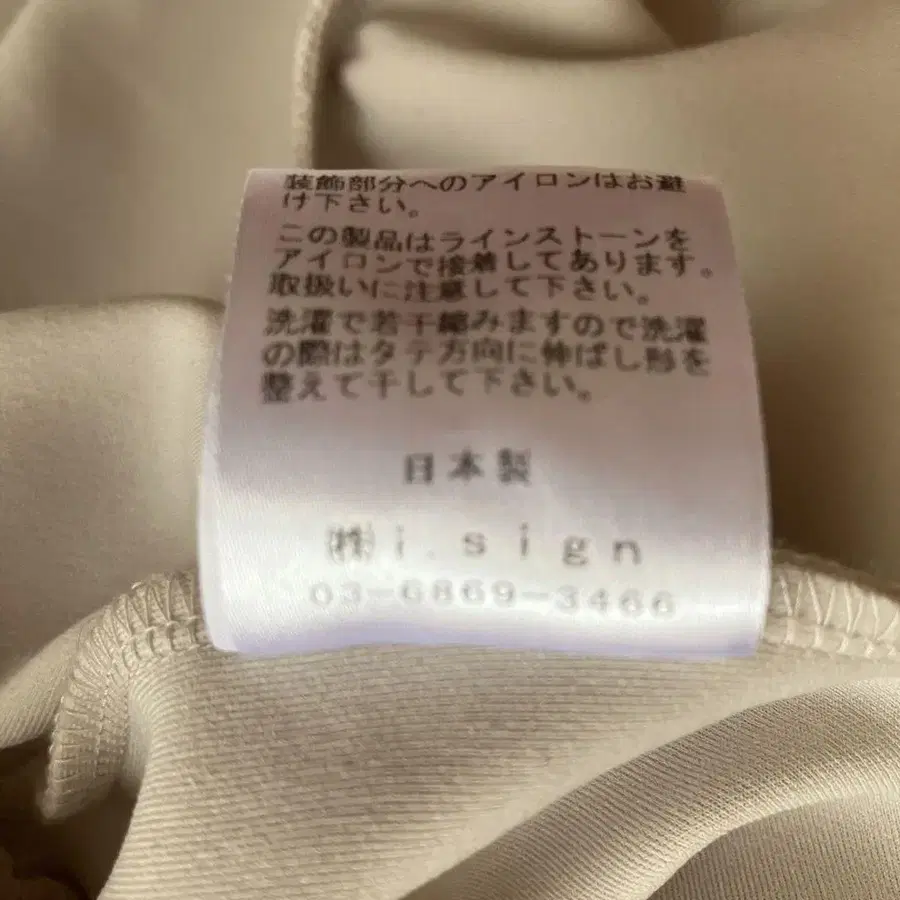 装飾部分へのアイロンはお避
け下さい。
この製品はラインストーンを
アイロンで接着してあります。
取扱いに注意して下さい。
洗濯で若干縮みますので洗濯
の際はタテ方向に伸ばし形を
整えて干して下さい。
日本製
㈱i.sign
03-6869-3466